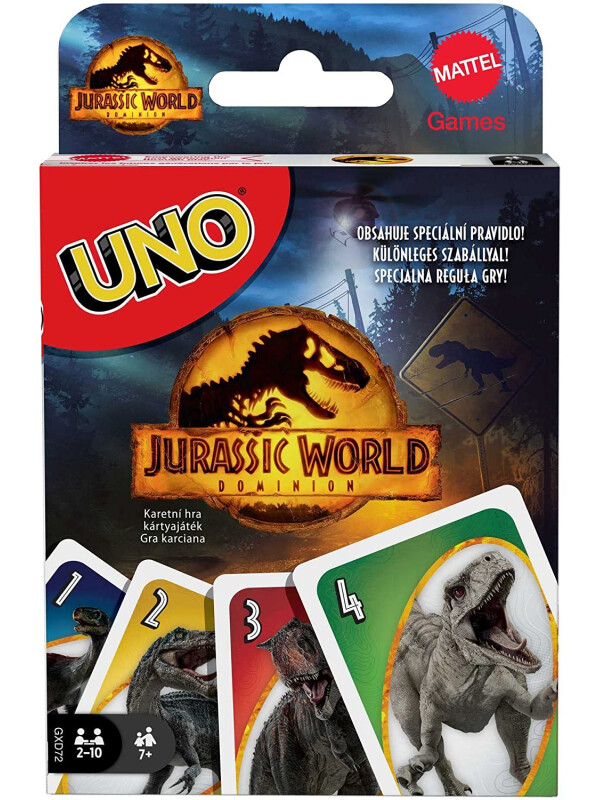 JURASSIC WORLD
DOMINION
MATTEL
Games
MATTEL
UNO®
OBSAHUJE SPECIÁLNÍ PRAVIDLO!
KÜLÖNLEGES SZABÁLLYAL!
SPECJALNA REGUŁA GRY!
JURASSIC WORLD
DOMINION
Karetní hra
kártyajáték
Gra karciana
1
2
3
4
GXD72
2-10
7+